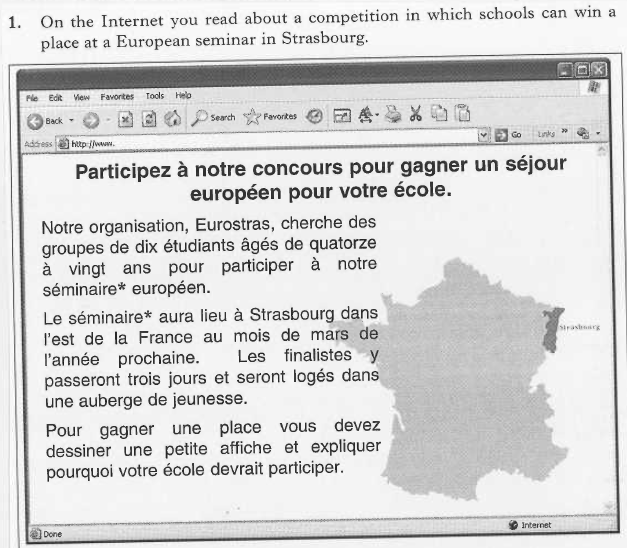 1. On the Internet you read about a competition in which schools can win a
place at a European seminar in Strasbourg.
File Edit View Favorites Tools Help
Back Search Favorites
Address http://www. Go Links »
Participez à notre concours pour gagner un séjour
européen pour votre école.
Notre organisation, Eurostras, cherche des
groupes de dix étudiants âgés de quatorze
à vingt ans pour participer à notre
séminaire* européen.
Le séminaire* aura lieu à Strasbourg dans
l'est de la France au mois de mars de
l'année prochaine. Les finalistes y
passeront trois jours et seront logés dans
une auberge de jeunesse.
Strasbourg
Pour gagner une place vous devez
dessiner une petite affiche et expliquer
pourquoi votre école devrait participer.
Done Internet